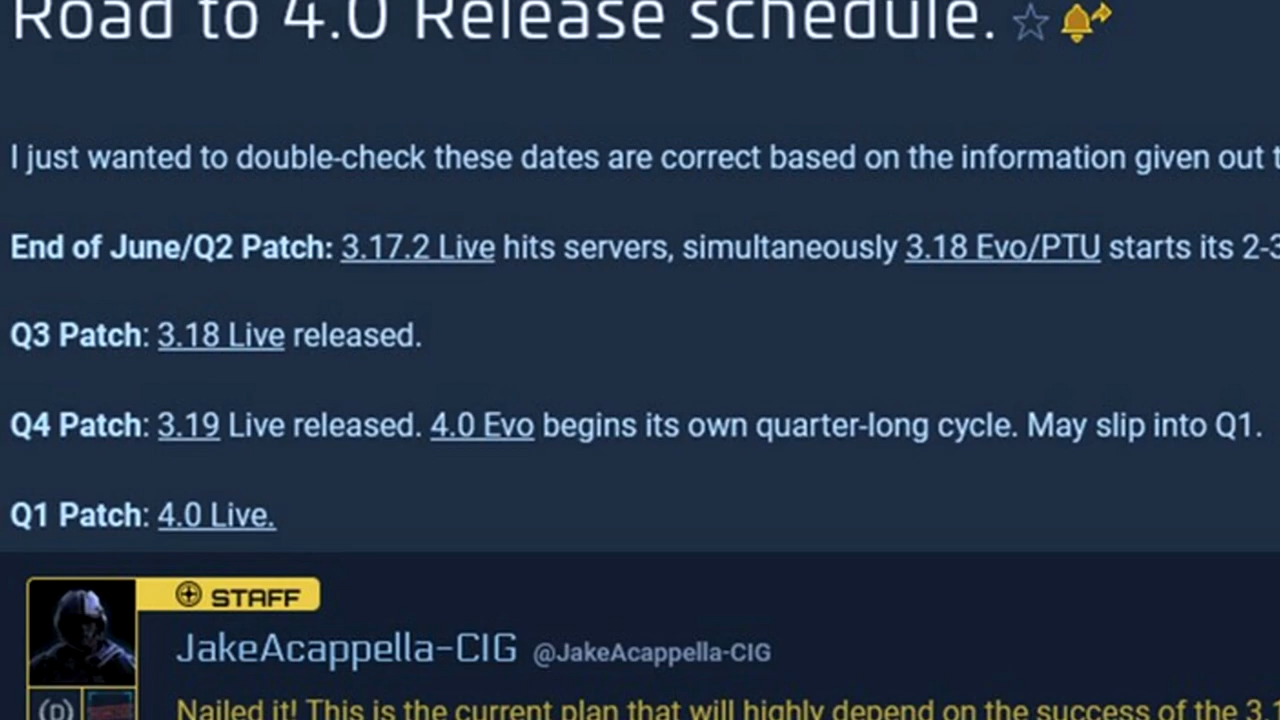 Road to 4.0 Release schedule.
I just wanted to double-check these dates are correct based on the information given out
End of June/Q2 Patch: 3.17.2 Live hits servers, simultaneously 3.18 Evo/PTU starts its 2-3
Q3 Patch: 3.18 Live released.
Q4 Patch: 3.19 Live released. 4.0 Evo begins its own quarter-long cycle. May slip into Q1.
Q1 Patch: 4.0 Live.
STAFF
JakeAcappella-CIG @JakeAcappella-CIG
(p)
Nailed it! This is the current plan that will highly depend on the success of the